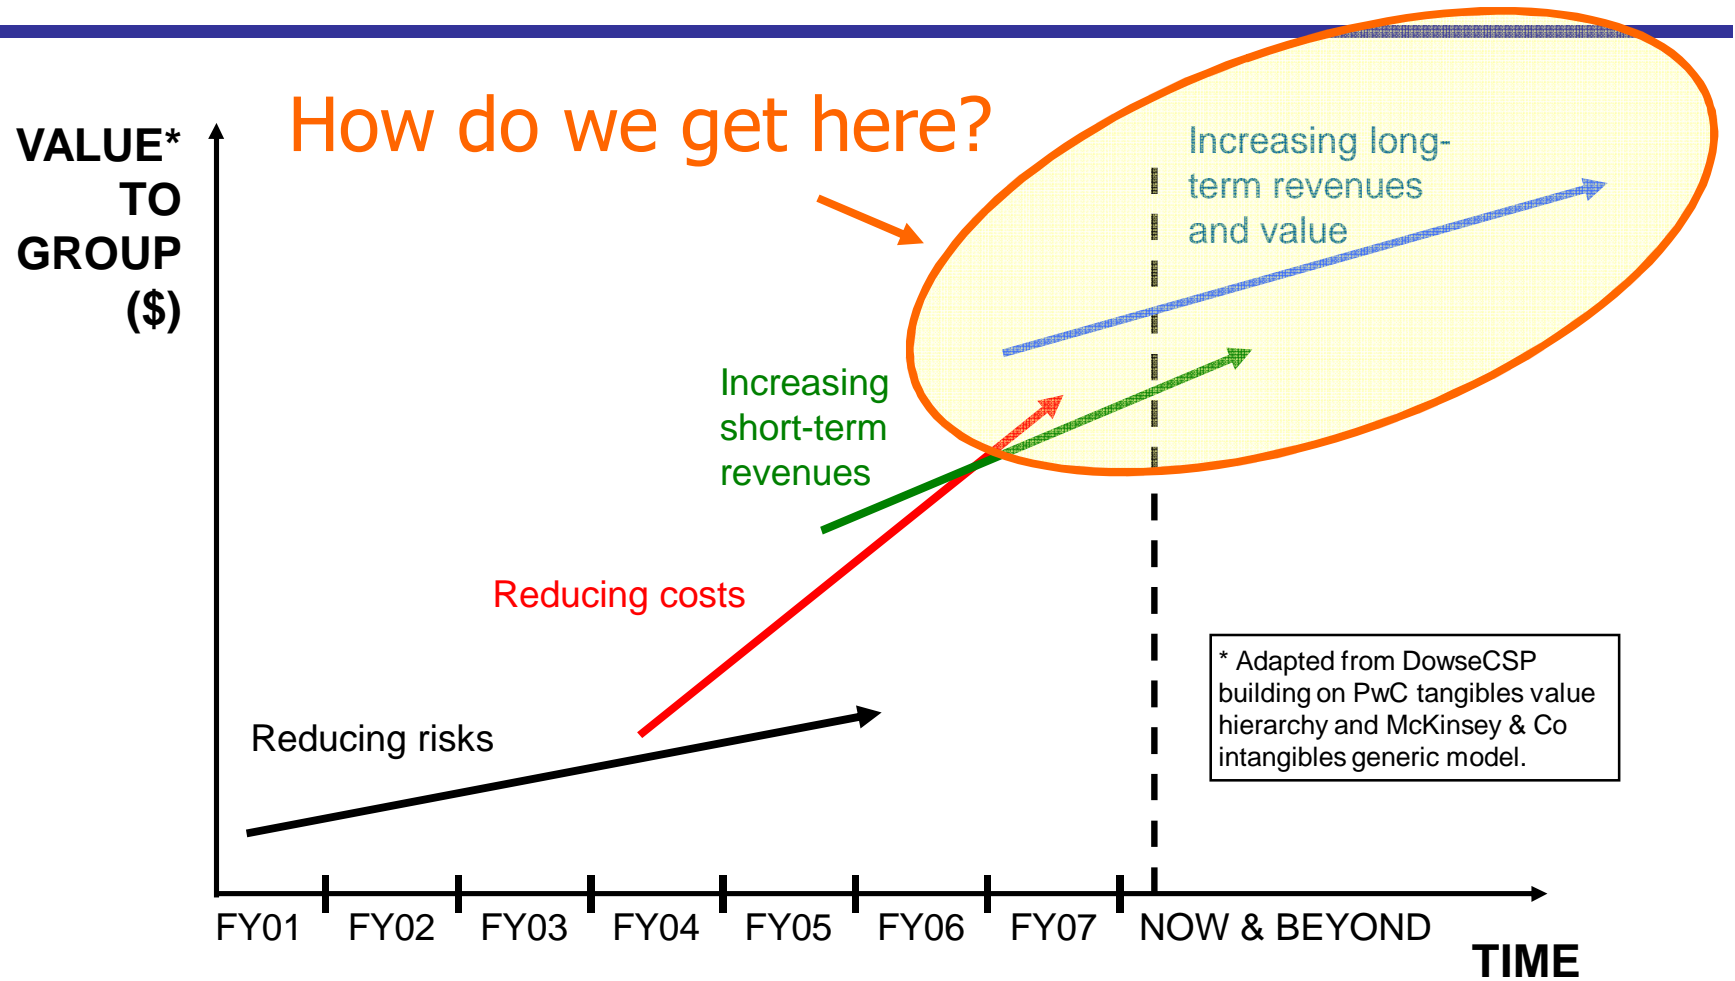 How do we get here?
VALUE*
TO
GROUP
($)
Increasing long-
term revenues
and value
Increasing
short-term
revenues
Reducing costs
Reducing risks
* Adapted from DowseCSP
building on PwC tangibles value
hierarchy and McKinsey & Co
intangibles generic model.
FY01 FY02 FY03 FY04 FY05 FY06 FY07 NOW & BEYOND
TIME